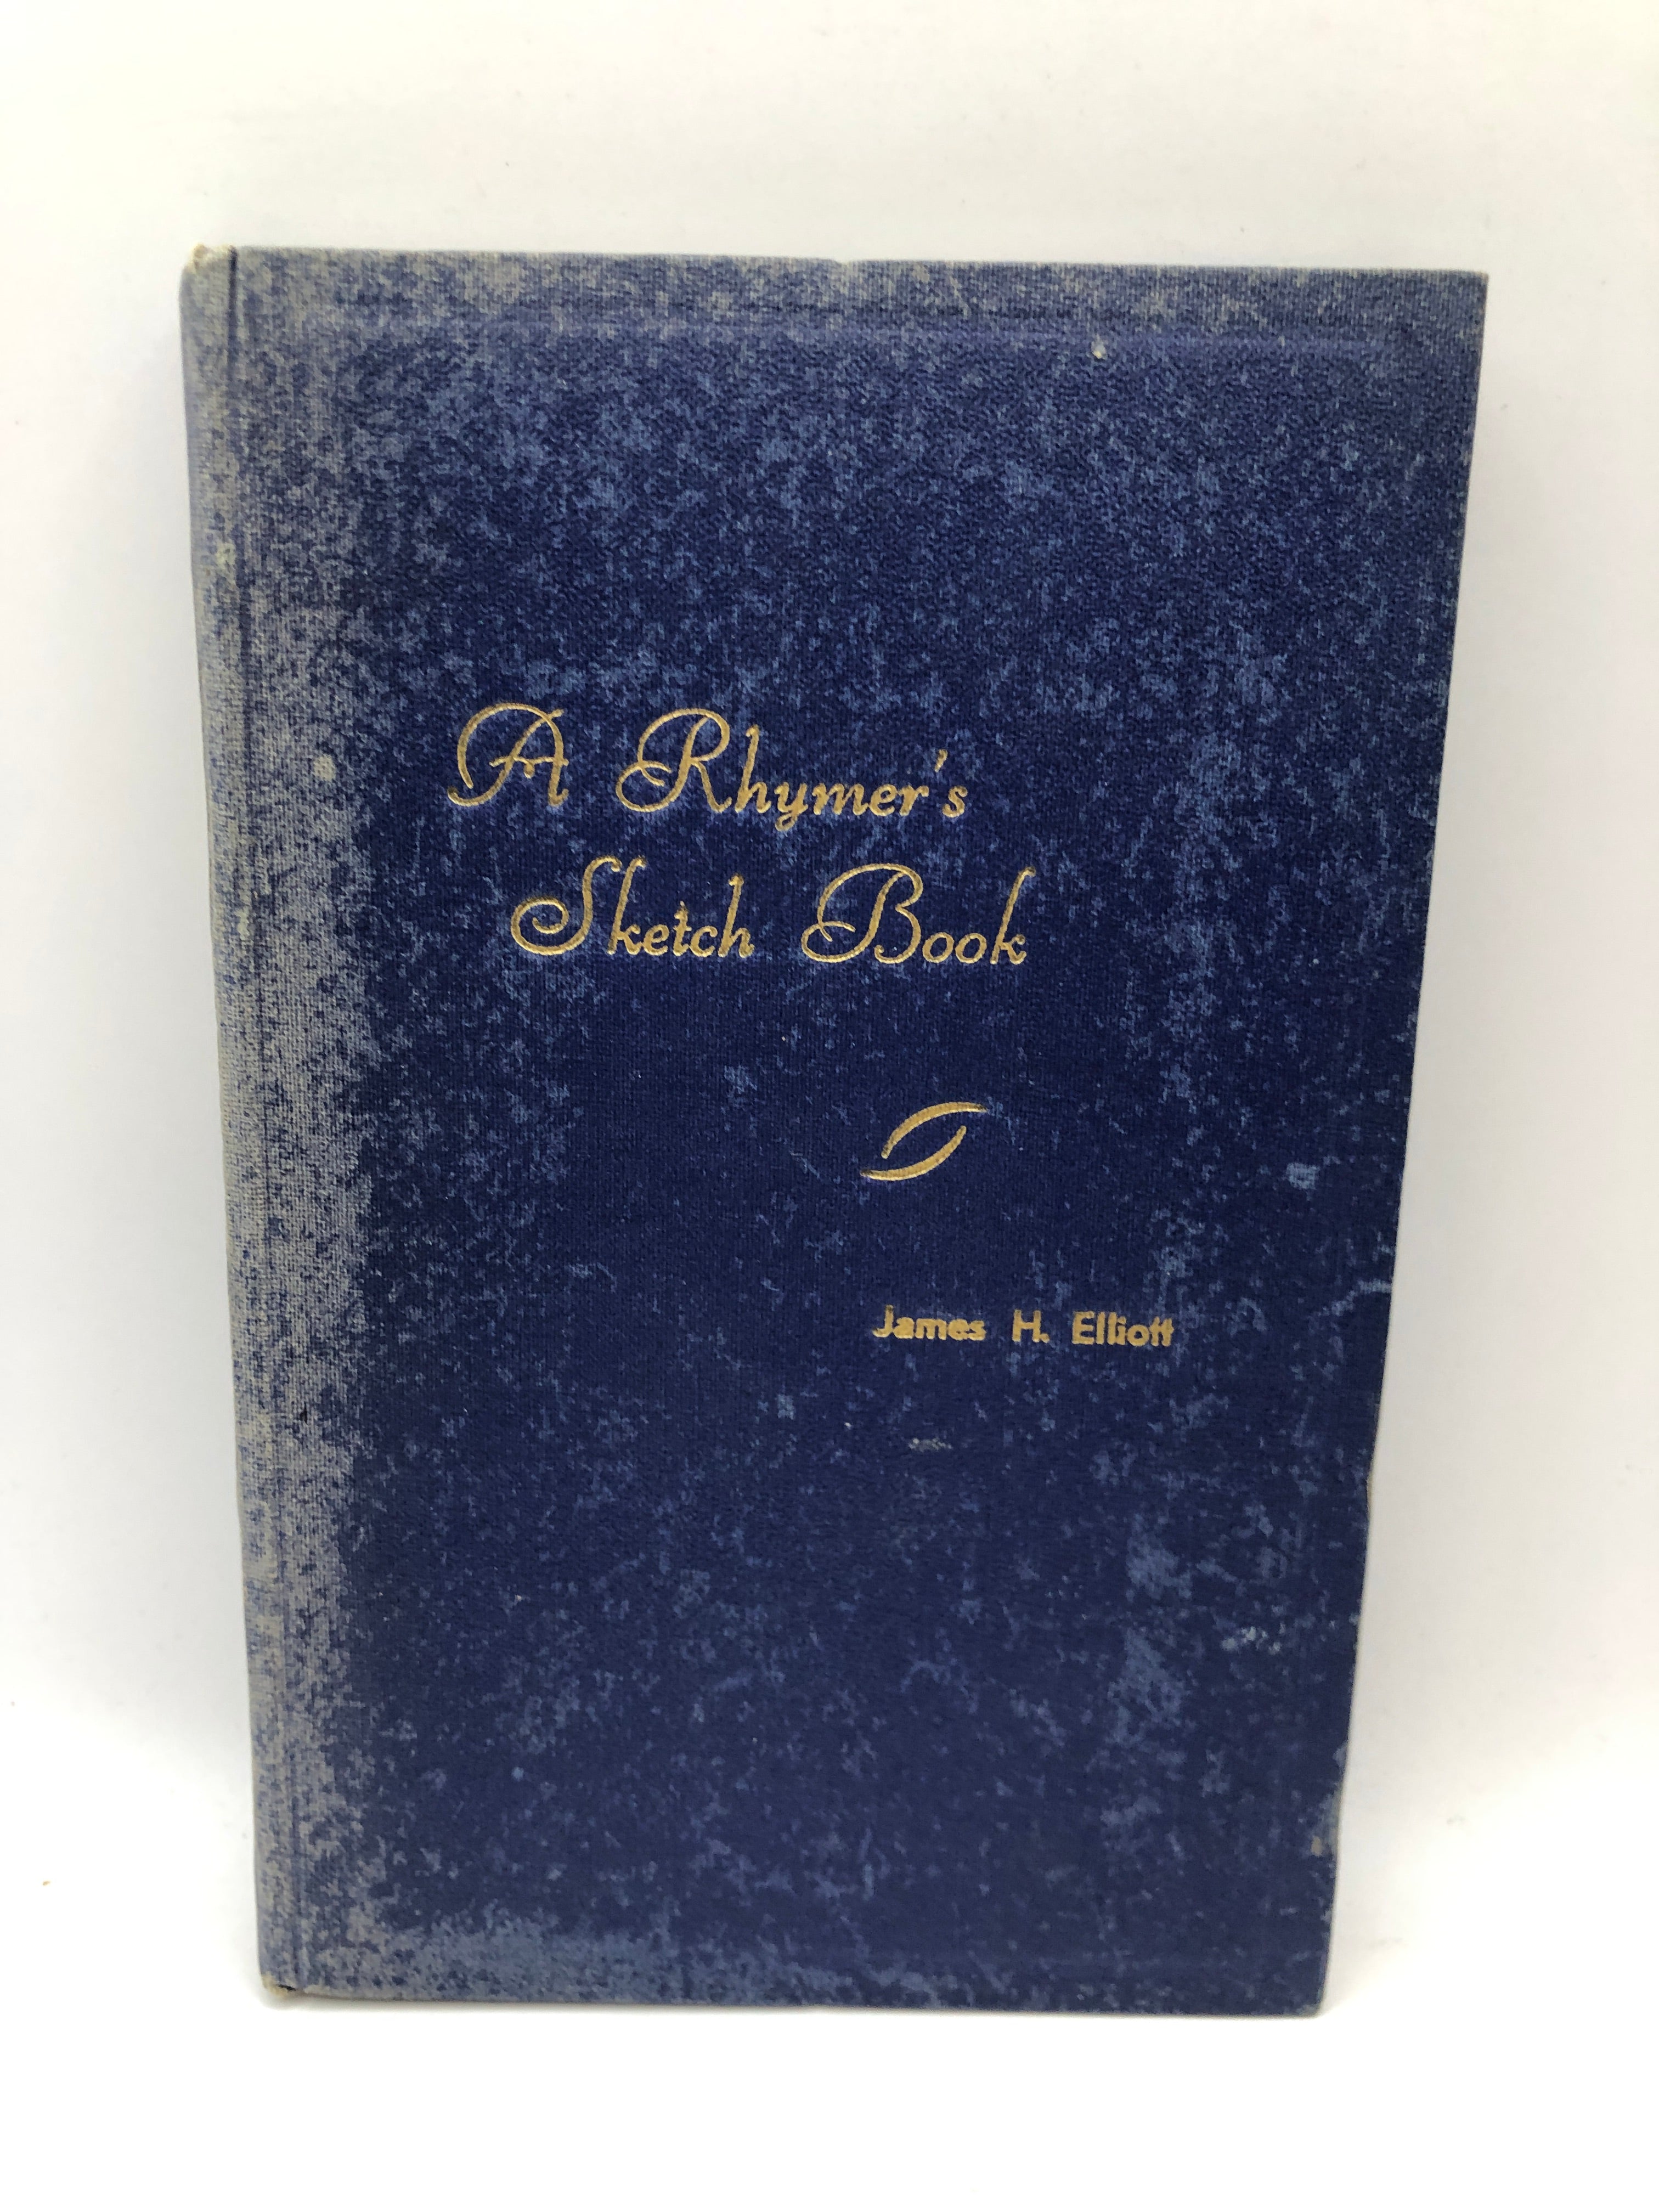 A Rhymer's
Sketch Book
James H. Elliott